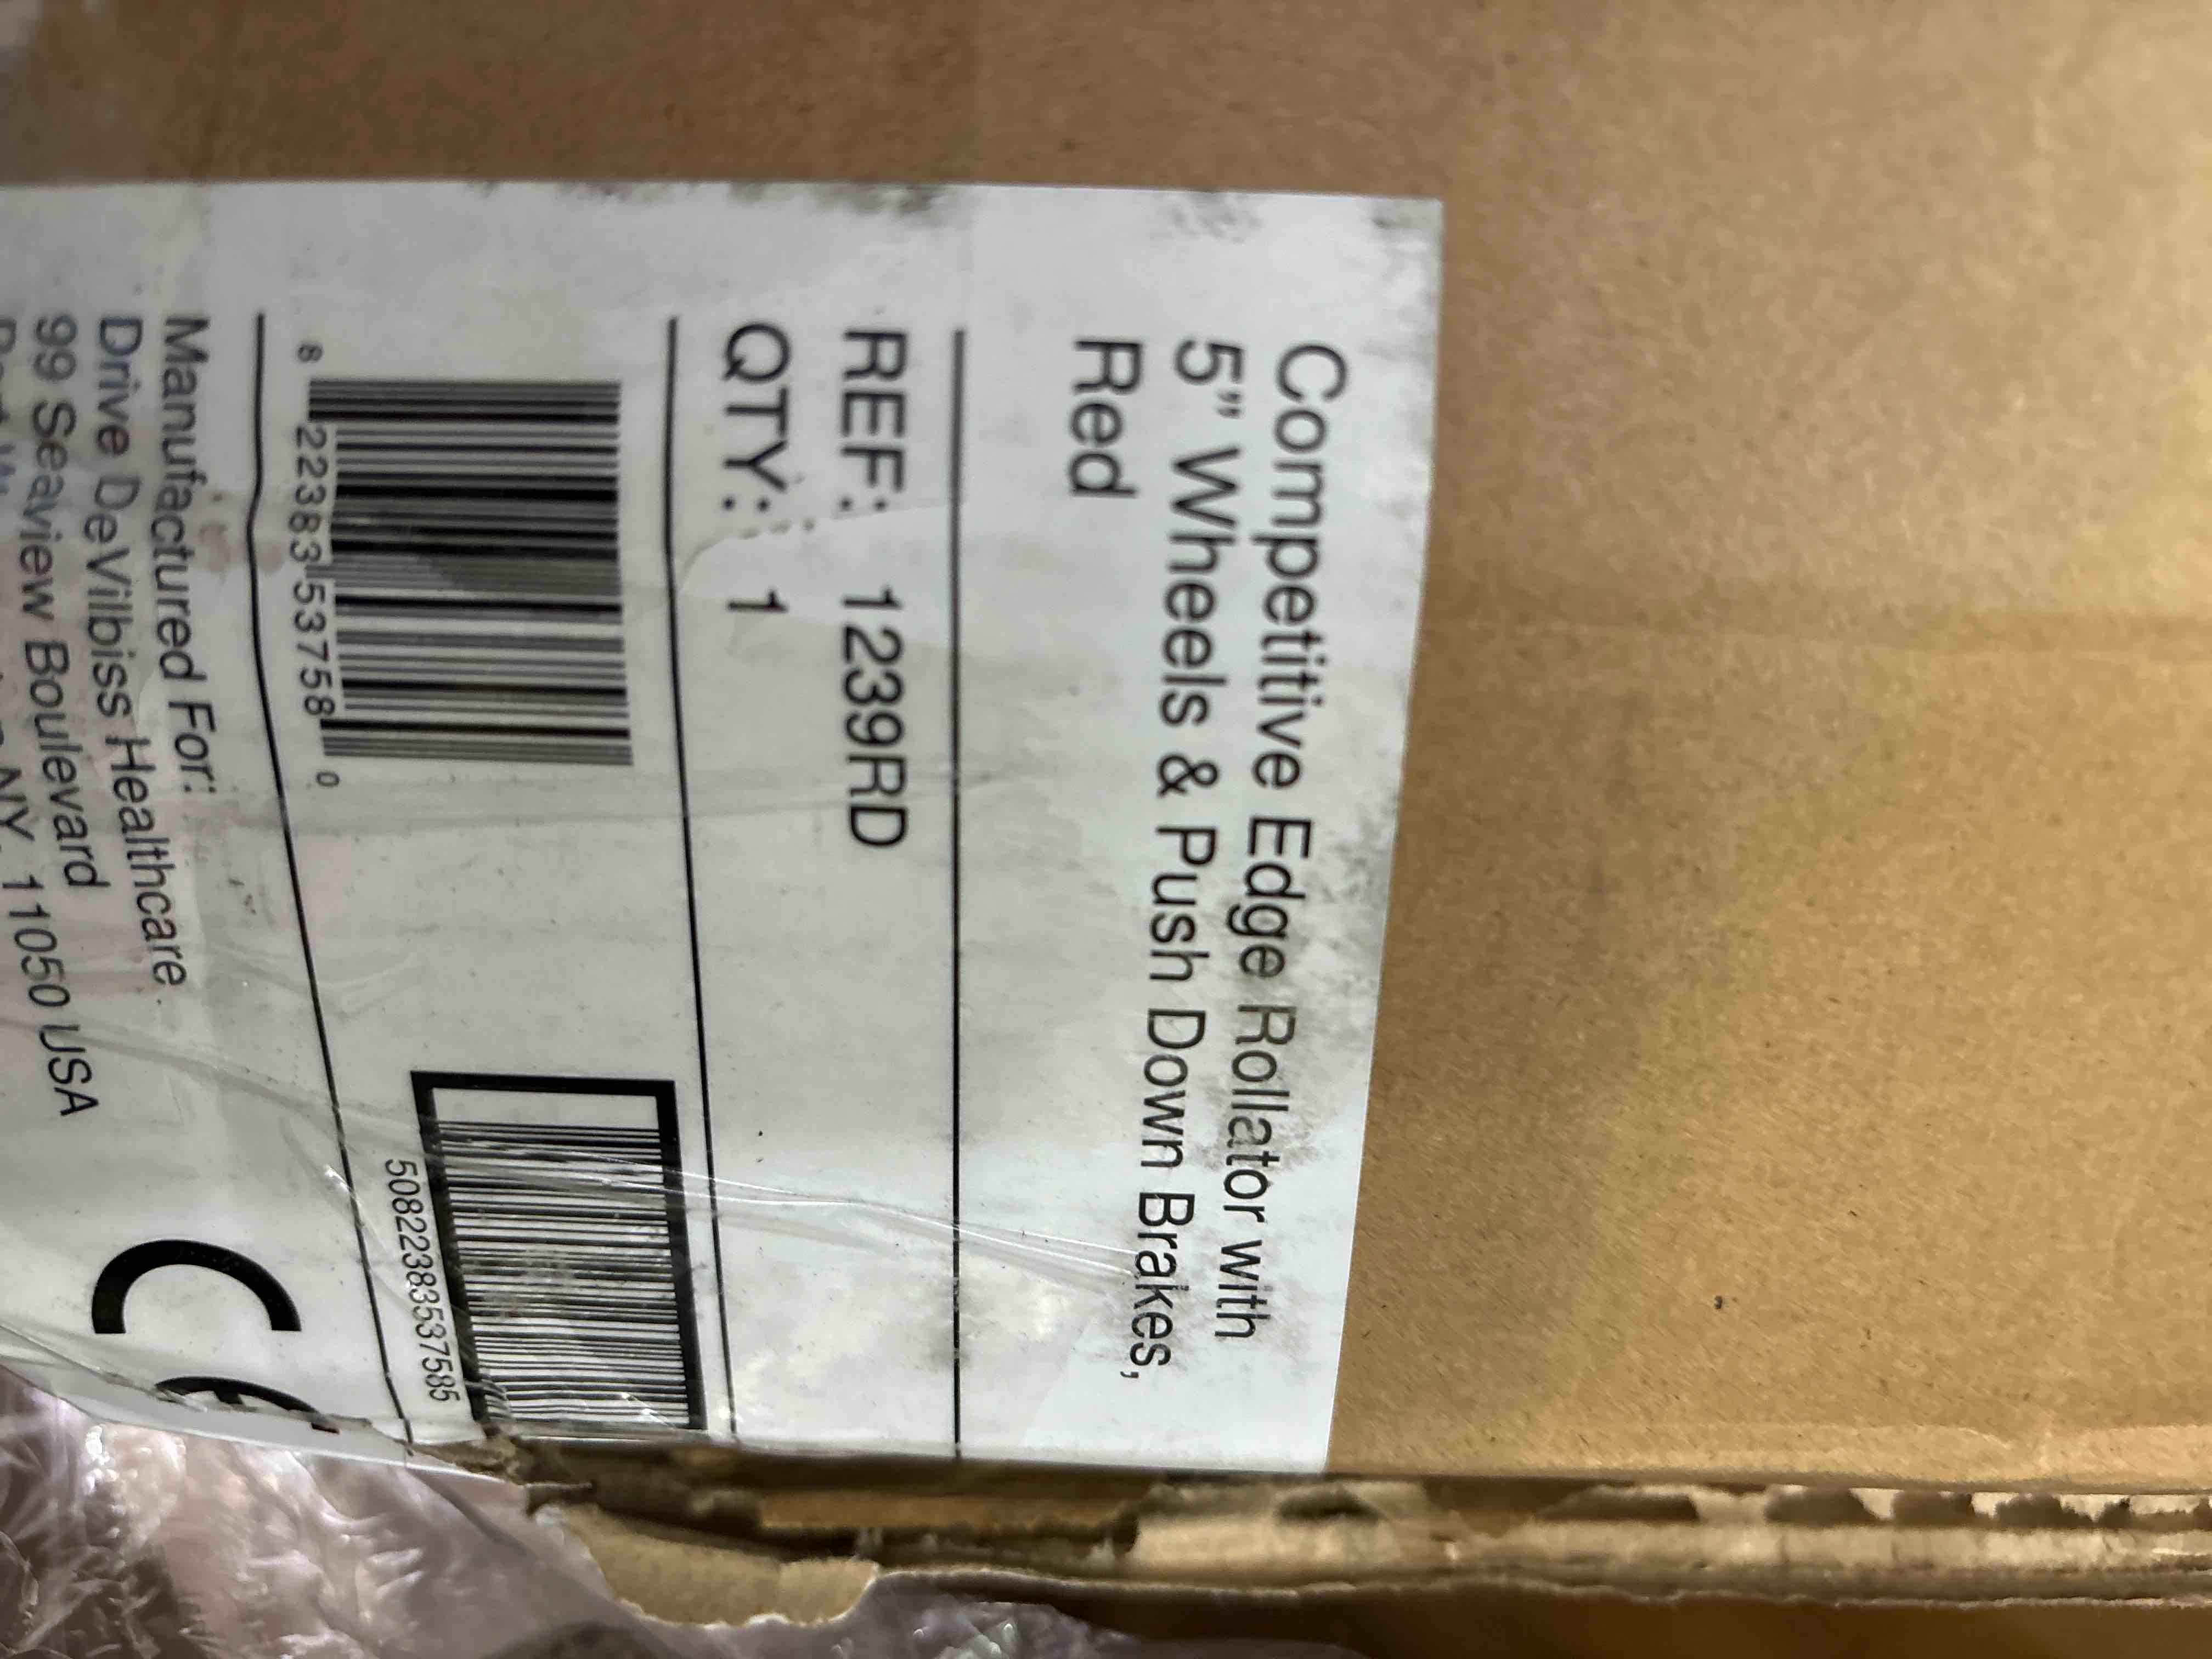 Competitive Edge Rollator with
5” Wheels & Push Down Brakes,
Red
REF: 1239RD
QTY: 1
8 22383 53758 0
50822383537585
Manufactured For:
Drive DeVilbiss Healthcare
99 Seaview Boulevard
NY. 11050 USA
CE